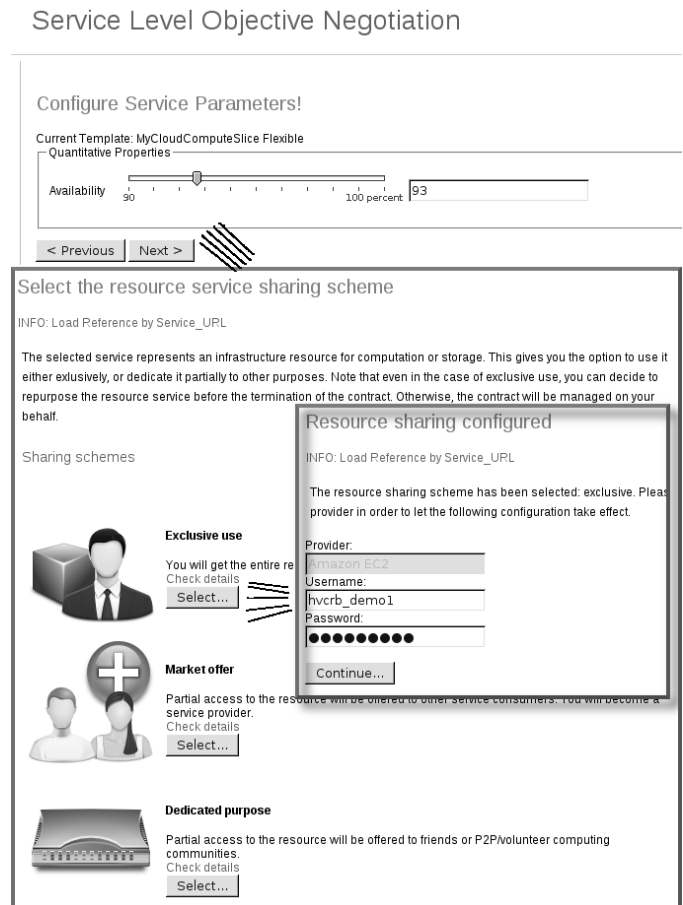 Service Level Objective Negotiation
Configure Service Parameters!
Current Template: MyCloudComputeSlice Flexible
Quantitative Properties
Availability
90
100 percent
93
< Previous
Next >
Select the resource service sharing scheme
INFO: Load Reference by Service_URL
The selected service represents an infrastructure resource for computation or storage. This gives you the option to use it
either exlusively, or dedicate it partially to other purposes. Note that even in the case of exclusive use, you can decide to
repurpose the resource service before the termination of the contract. Otherwise, the contract will be managed on your
behalf.
Sharing schemes
Exclusive use
You will get the entire re
Check details
Select...
Resource sharing configured
INFO: Load Reference by Service_URL
The resource sharing scheme has been selected: exclusive. Pleas
provider in order to let the following configuration take effect.
Provider:
Amazon EC2
Username:
hvcrb_demo1
Password:
●●●●●●●●●
Continue...
Market offer
Partial access to the resource will be offered to other service consumers. You will become a
service provider.
Check details
Select...
Dedicated purpose
Partial access to the resource will be offered to friends or P2P/volunteer computing
communities.
Check details
Select...